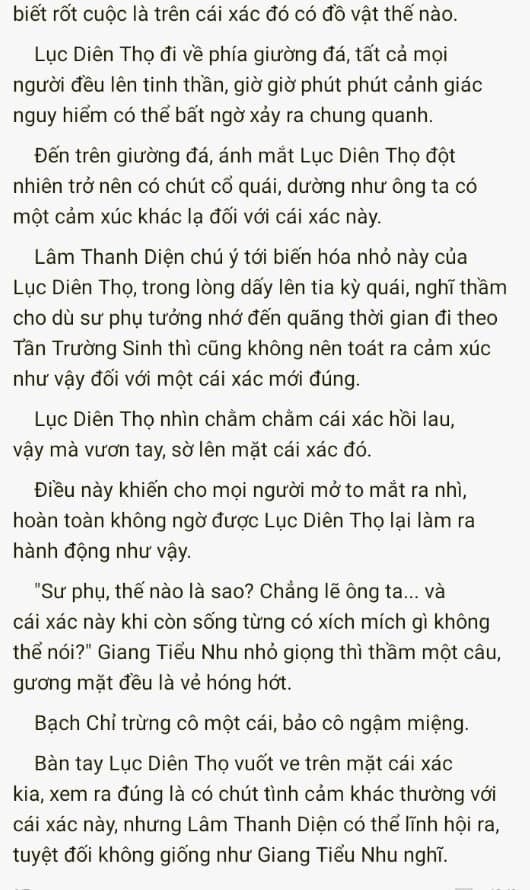 biết rốt cuộc là trên cái xác đó có đồ vật thế nào.
Lục Diên Thọ đi về phía giường đá, tất cả mọi
người đều lên tinh thần, giờ giờ phút phút cảnh giác
nguy hiểm có thể bất ngờ xảy ra chung quanh.
Đến trên giường đá, ánh mắt Lục Diên Thọ đột
nhiên trở nên có chút cổ quái, dường như ông ta có
một cảm xúc khác lạ đối với cái xác này.
Lâm Thanh Diện chú ý tới biến hóa nhỏ này của
Lục Diên Thọ, trong lòng dấy lên tia kỳ quái, nghĩ thầm
cho dù sư phụ tưởng nhớ đến quãng thời gian đi theo
Tần Trường Sinh thì cũng không nên toát ra cảm xúc
như vậy đối với một cái xác mới đúng.
Lục Diên Thọ nhìn chằm chằm cái xác hồi lau,
vậy mà vươn tay, sờ lên mặt cái xác đó.
Điều này khiến cho mọi người mở to mắt ra nhì,
hoàn toàn không ngờ được Lục Diên Thọ lại làm ra
hành động như vậy.
"Sư phụ, thế nào là sao? Chẳng lẽ ông ta... và
cái xác này khi còn sống từng có xích mích gì không
thể nói?" Giang Tiểu Nhu nhỏ giọng thì thầm một câu,
gương mặt đều là vẻ hóng hớt.
Bạch Chỉ trừng cô một cái, bảo cô ngậm miệng.
Bàn tay Lục Diên Thọ vuốt ve trên mặt cái xác
kia, xem ra đúng là có chút tình cảm khác thường với
cái xác này, nhưng Lâm Thanh Diện có thể lĩnh hội ra,
tuyệt đối không giống như Giang Tiểu Nhu nghĩ.